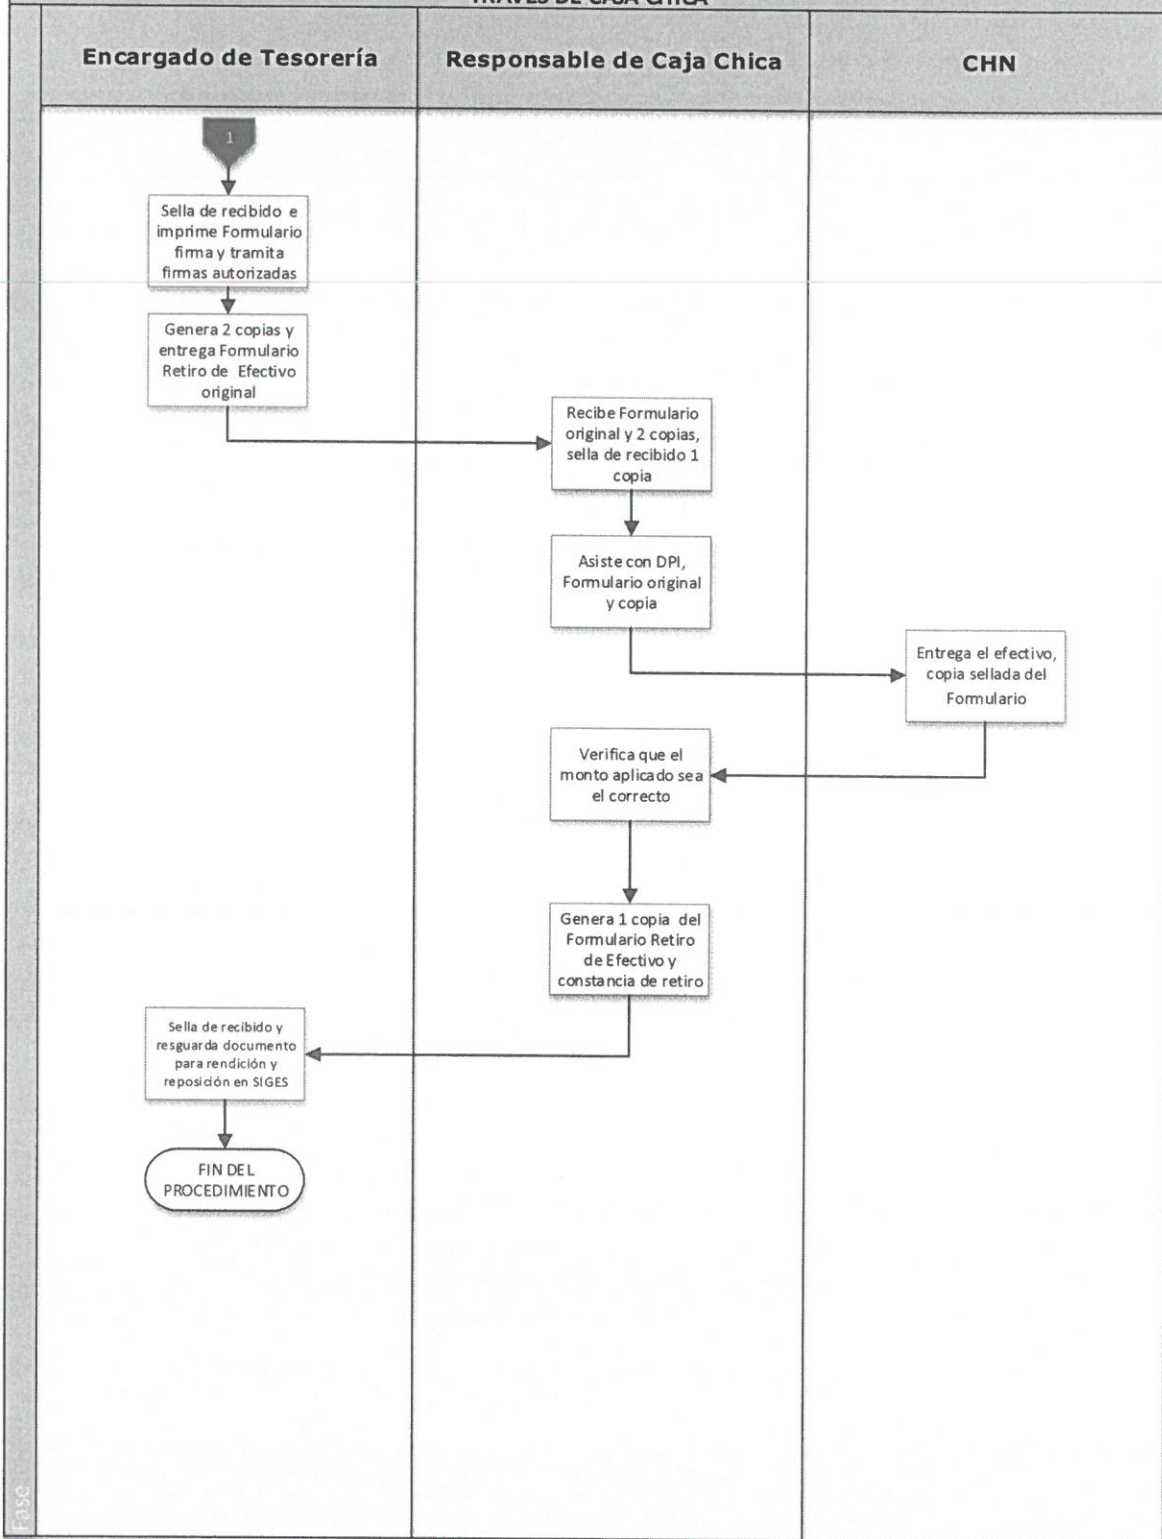 TRAVÉS DE CAJA CHICA
Encargado de Tesorería
Responsable de Caja Chica
CHN
1
Sella de recibido e
imprime Formulario
firma y tramita
firmas autorizadas
Genera 2 copias y
entrega Formulario
Retiro de Efectivo
original
Recibe Formulario
original y 2 copias,
sella de recibido 1
copia
Asiste con DPI,
Formulario original
y copia
Entrega el efectivo,
copia sellada del
Formulario
Verifica que el
monto aplicado sea
el correcto
Genera 1 copia del
Formulario Retiro
de Efectivo y
constancia de retiro
Sella de recibido y
resguarda documento
para rendición y
reposición en SIGES
FIN DEL
PROCEDIMIENTO
Fase